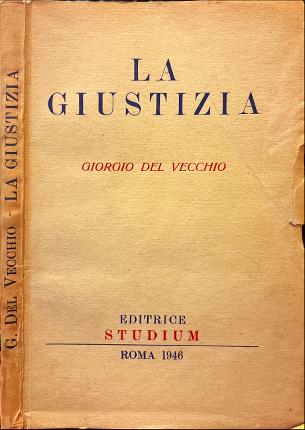 G. DEL VECCHIO - LA GIUSTIZIA
LA
GIUSTIZIA
GIORGIO DEL VECCHIO
EDITRICE
STUDIUM
ROMA 1946